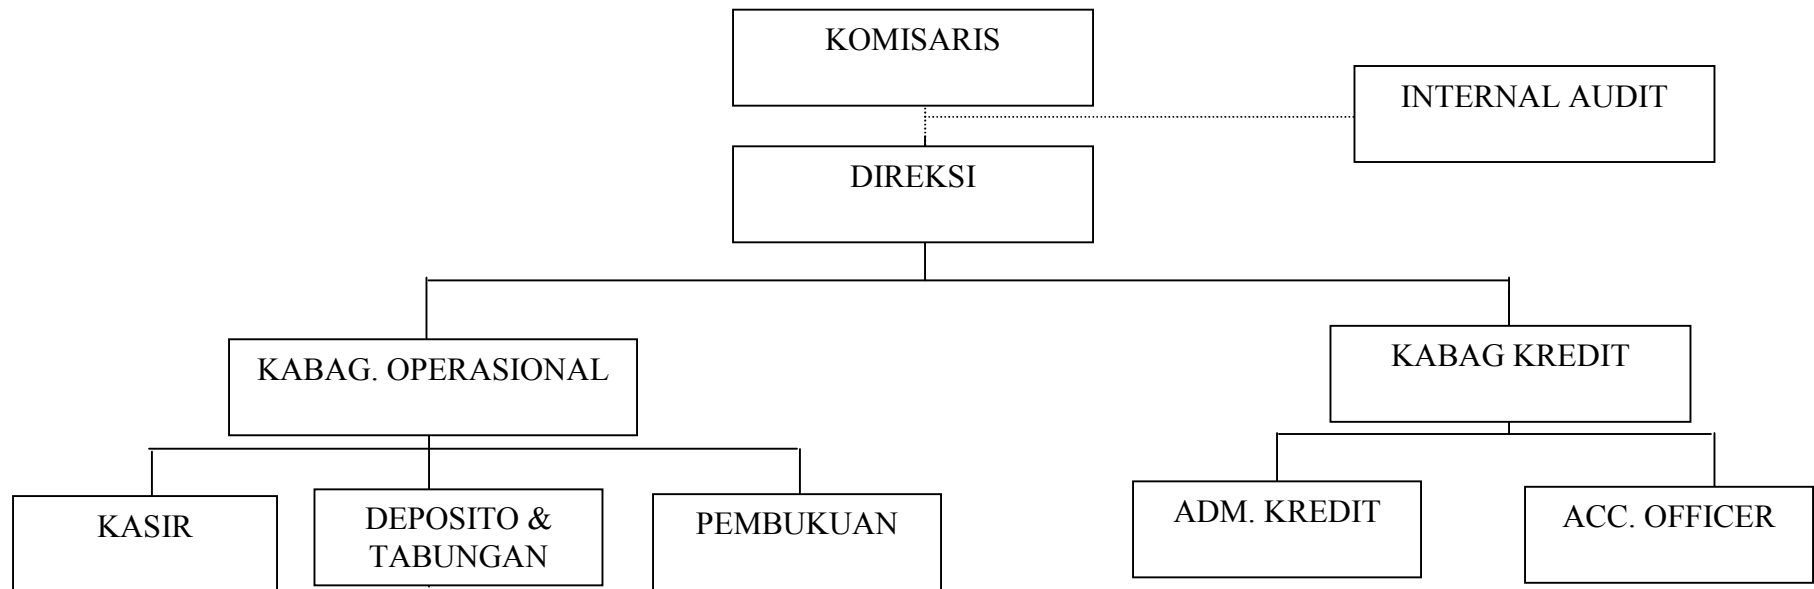 KOMISARIS
INTERNAL AUDIT
DIREKSI
KABAG. OPERASIONAL
KABAG KREDIT
KASIR
DEPOSITO &
TABUNGAN
PEMBUKUAN
ADM. KREDIT
ACC. OFFICER